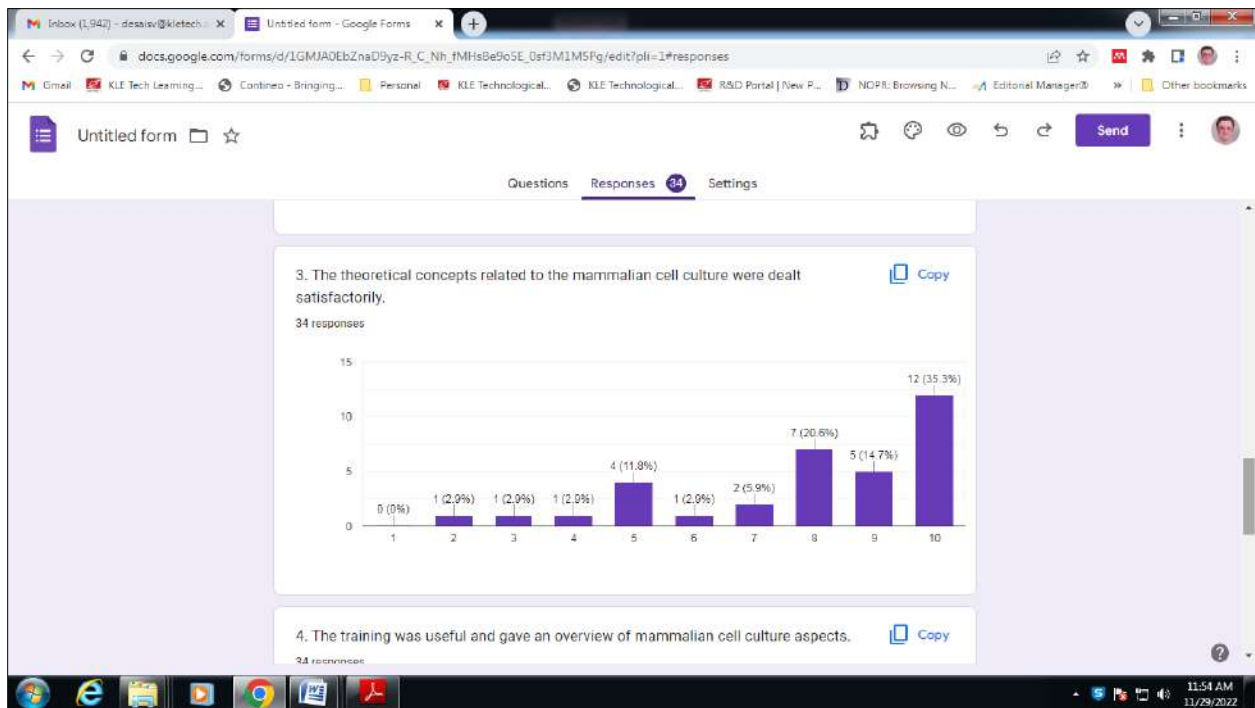 Inbox (1,942) - desaisv@kletech.
Untitled form - Google Forms
docs.google.com/forms/d/1GMJA0EbZnaD9yz-R_C_Nh_fMHsBe9o5E_0sf3M1M5Pg/edit?pli=1#responses
Gmail KLE Tech Learning... Contineo - Bringing... Personal KLE Technological... KLE Technological... R&D Portal | New P... NOPR: Browsing N... Editorial Manager® » Other bookmarks
Untitled form
Send
Questions Responses 34 Settings
3. The theoretical concepts related to the mammalian cell culture were dealt
satisfactorily.
Copy
34 responses
15
10
5
0
0 (0%) 1 (2.9%) 1 (2.9%) 1 (2.9%) 4 (11.8%) 1 (2.9%) 2 (5.9%) 7 (20.6%) 5 (14.7%) 12 (35.3%)
1 2 3 4 5 6 7 8 9 10
4. The training was useful and gave an overview of mammalian cell culture aspects.
Copy
34 responses
11:54 AM
11/29/2022